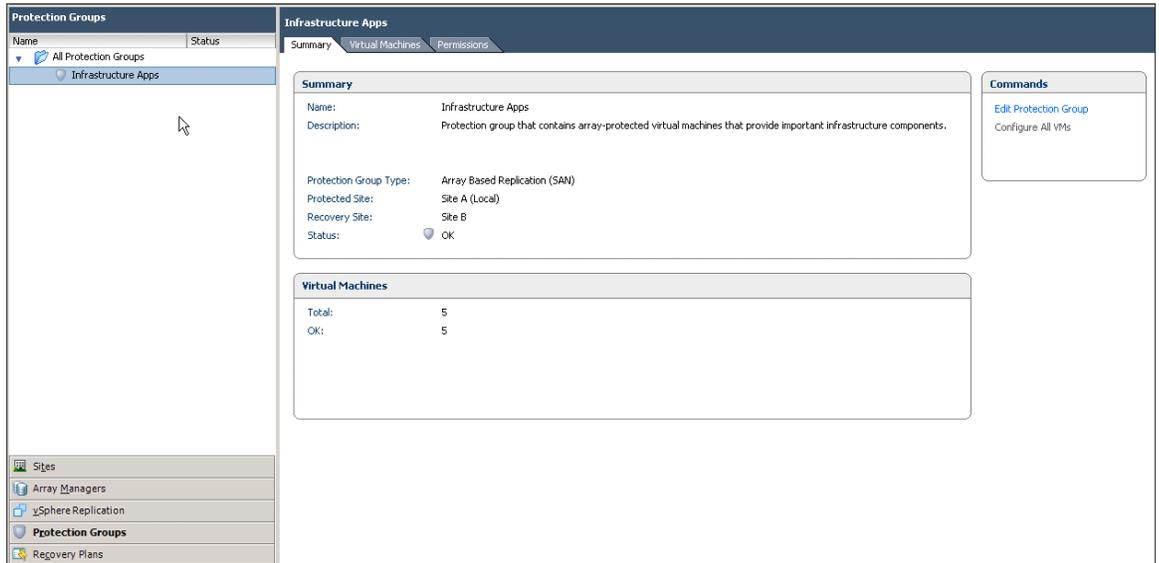 Protection Groups
Name Status
All Protection Groups
Infrastructure Apps
Sites
Array Managers
vSphere Replication
Protection Groups
Recovery Plans
Infrastructure Apps
Summary Virtual Machines Permissions
Summary
Name: Infrastructure Apps
Description: Protection group that contains array-protected virtual machines that provide important infrastructure components.
Protection Group Type: Array Based Replication (SAN)
Protected Site: Site A (Local)
Recovery Site: Site B
Status: OK
Virtual Machines
Total: 5
OK: 5
Commands
Edit Protection Group
Configure All VMs